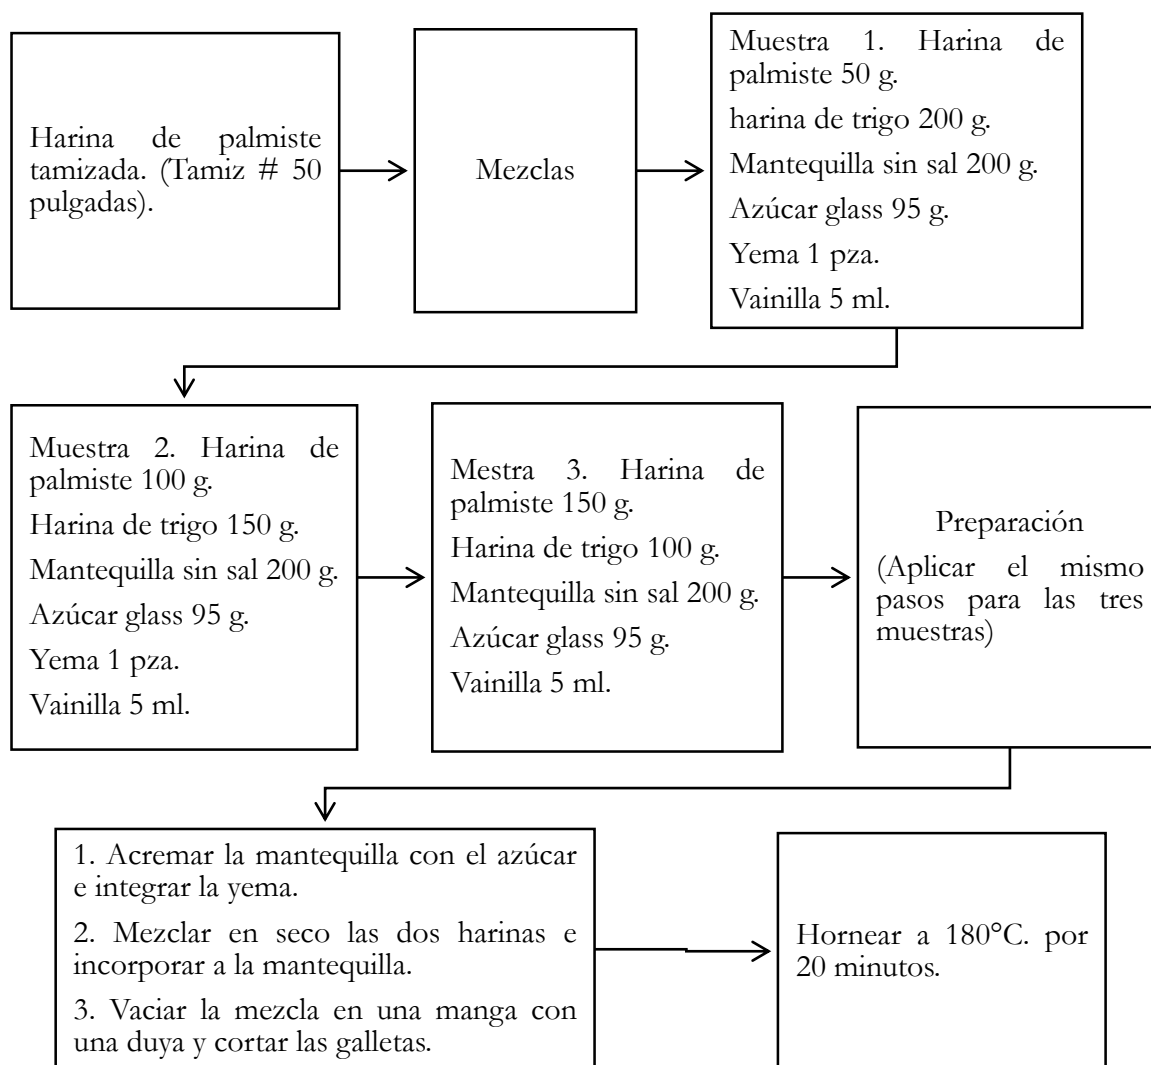 Harina de palmiste
tamizada. (Tamiz # 50
pulgadas).
Mezclas
Muestra 1. Harina de
palmiste 50 g.
harina de trigo 200 g.
Mantequilla sin sal 200 g.
Azúcar glass 95 g.
Yema 1 pza.
Vainilla 5 ml.
Muestra 2. Harina de
palmiste 100 g.
Harina de trigo 150 g.
Mantequilla sin sal 200 g.
Azúcar glass 95 g.
Yema 1 pza.
Vainilla 5 ml.
Mestra 3. Harina de
palmiste 150 g.
Harina de trigo 100 g.
Mantequilla sin sal 200 g.
Azúcar glass 95 g.
Vainilla 5 ml.
Preparación
(Aplicar el mismo
pasos para las tres
muestras)
1. Acremar la mantequilla con el azúcar
e integrar la yema.
2. Mezclar en seco las dos harinas e
incorporar a la mantequilla.
3. Vaciar la mezcla en una manga con
una duya y cortar las galletas.
Hornear a 180°C. por
20 minutos.